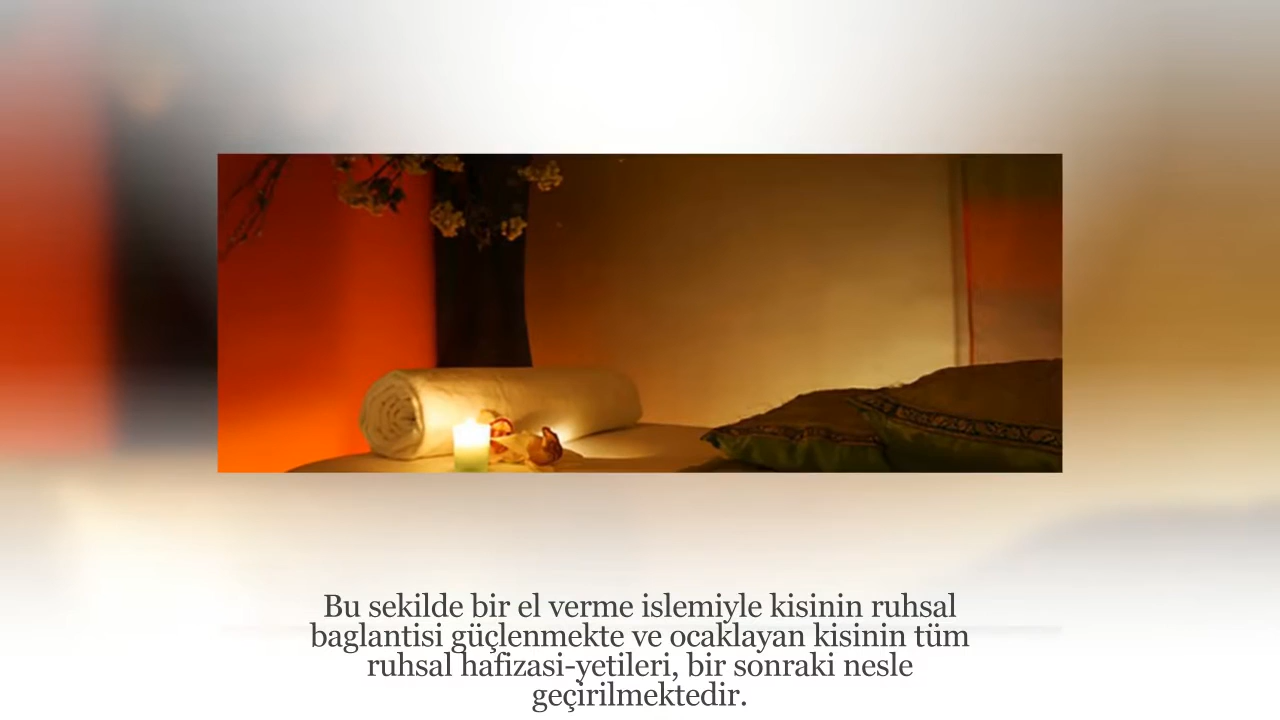 Bu sekilde bir el verme islemiyle kisinin ruhsal
baglantisi güçlenmekte ve ocaklayan kisinin tüm
ruhsal hafizasi-yetileri, bir sonraki nesle
geçirilmektedir.